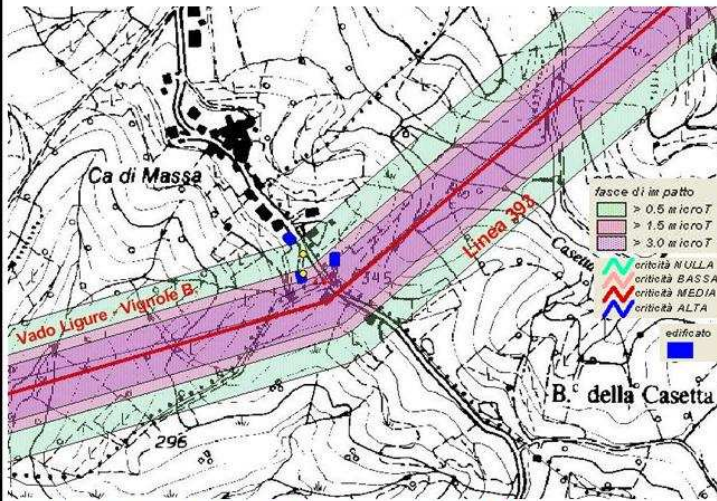 Ca di Massa
Vado Ligure - Vignole B.
Linea 393
345
Casetta
B.º della Casetta
296
fasce di impatto
> 0.5 microT
> 1.5 microT
> 3.0 microT
criticità NULLA
criticità BASSA
criticità MEDIA
criticità ALTA
edificato